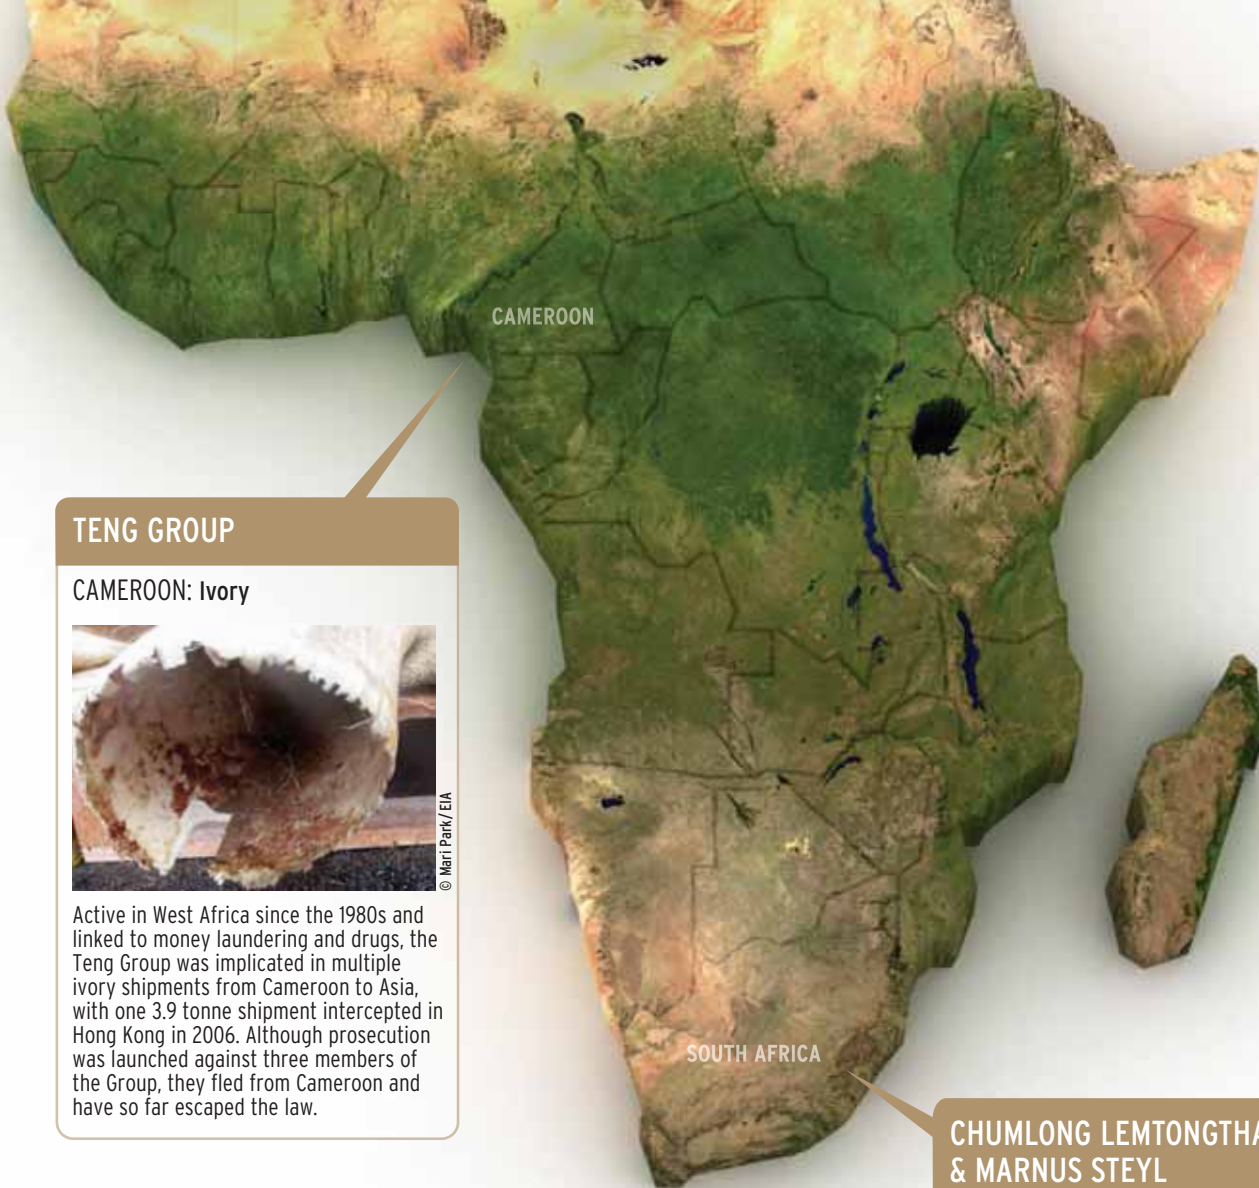 CAMEROON
TENG GROUP
CAMEROON: Ivory
© Mari Park/EIA
Active in West Africa since the 1980s and
linked to money laundering and drugs, the
Teng Group was implicated in multiple
ivory shipments from Cameroon to Asia,
with one 3.9 tonne shipment intercepted in
Hong Kong in 2006. Although prosecution
was launched against three members of
the Group, they fled from Cameroon and
have so far escaped the law.
SOUTH AFRICA
CHUMLONG
& MARNUS STEYL